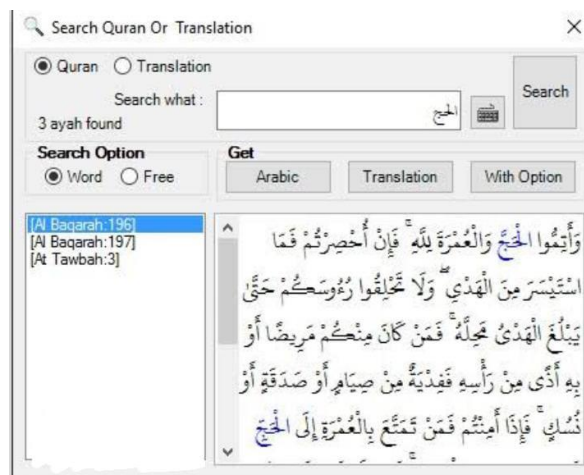 Search Quran Or Translation
Quran Translation
Search what :
الحج
Search
3 ayah found
Search Option
Word Free
Get
Arabic Translation With Option
[Al Baqarah:196]
[Al Baqarah:197]
[At Tawbah:3]
وَأَتِمُّوا الْحَجَّ وَالْعُمْرَةَ لِلَّهِ ۚ فَإِنْ أُحْصِرْتُمْ فَمَا
اسْتَيْسَرَ مِنَ الْهَدْيِ ۖ وَلَا تَحْلِقُوا رُءُوسَكُمْ حَتَّىٰ
يَبْلُغَ الْهَدْيُ مَحِلَّهُ ۚ فَمَنْ كَانَ مِنْكُمْ مَرِيضًا أَوْ
بِهِ أَذًى مِنْ رَأْسِهِ فَفِدْيَةٌ مِنْ صِيَامٍ أَوْ صَدَقَةٍ أَوْ
نُسُكٍ ۚ فَإِذَا أَمِنْتُمْ فَمَنْ تَمَتَّعَ بِالْعُمْرَةِ إِلَى الْحَجِّ